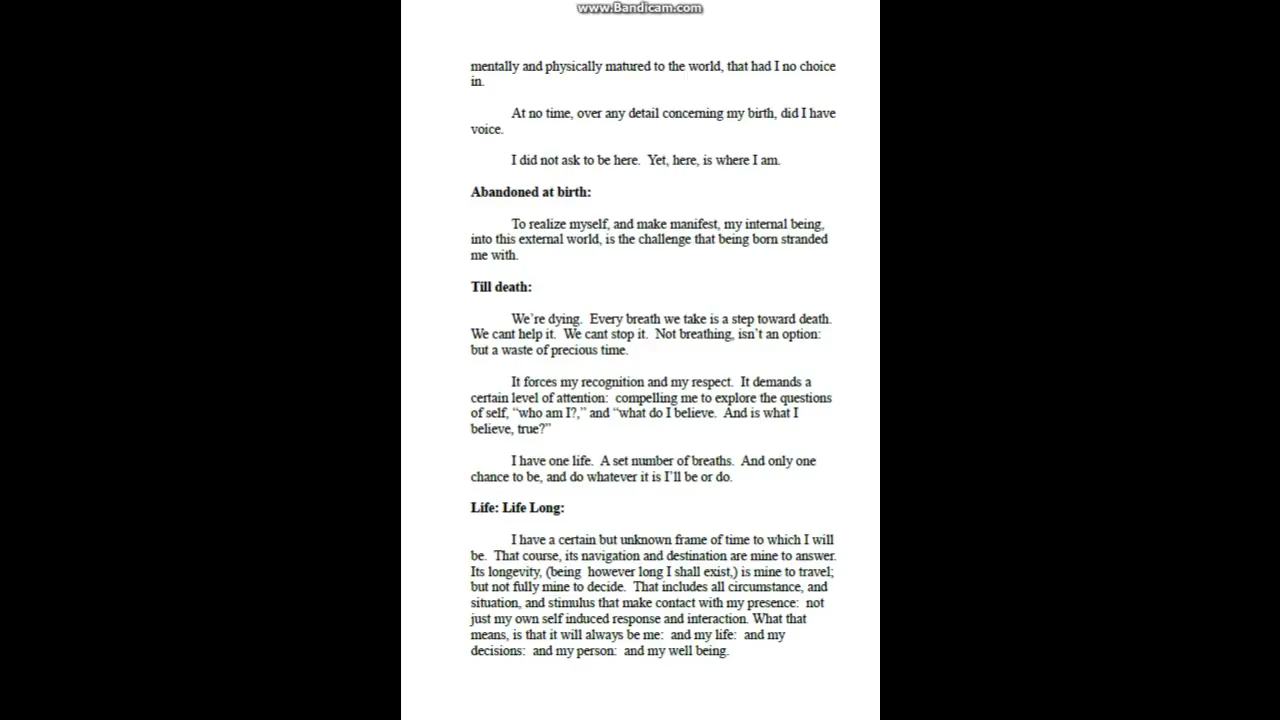 www.Bandicam.com
mentally and physically matured to the world, that had I no choice
in.
At no time, over any detail concerning my birth, did I have
voice.
I did not ask to be here.  Yet, here, is where I am.
Abandoned at birth:
To realize myself, and make manifest, my internal being,
into this external world, is the challenge that being born stranded
me with.
Till death:
We're dying.  Every breath we take is a step toward death.
We cant help it.  We cant stop it.  Not breathing, isn't an option:
but a waste of precious time.
It forces my recognition and my respect.  It demands a
certain level of attention:  compelling me to explore the questions
of self, “who am I?,” and “what do I believe.  And is what I
believe, true?”
I have one life.  A set number of breaths.  And only one
chance to be, and do whatever it is I'll be or do.
Life: Life Long:
I have a certain but unknown frame of time to which I will
be.  That course, its navigation and destination are mine to answer.
Its longevity, (being  however long I shall exist,) is mine to travel;
but not fully mine to decide.  That includes all circumstance, and
situation, and stimulus that make contact with my presence:  not
just my own self induced response and interaction. What that
means, is that it will always be me:  and my life:  and my
decisions:  and my person:  and my well being.